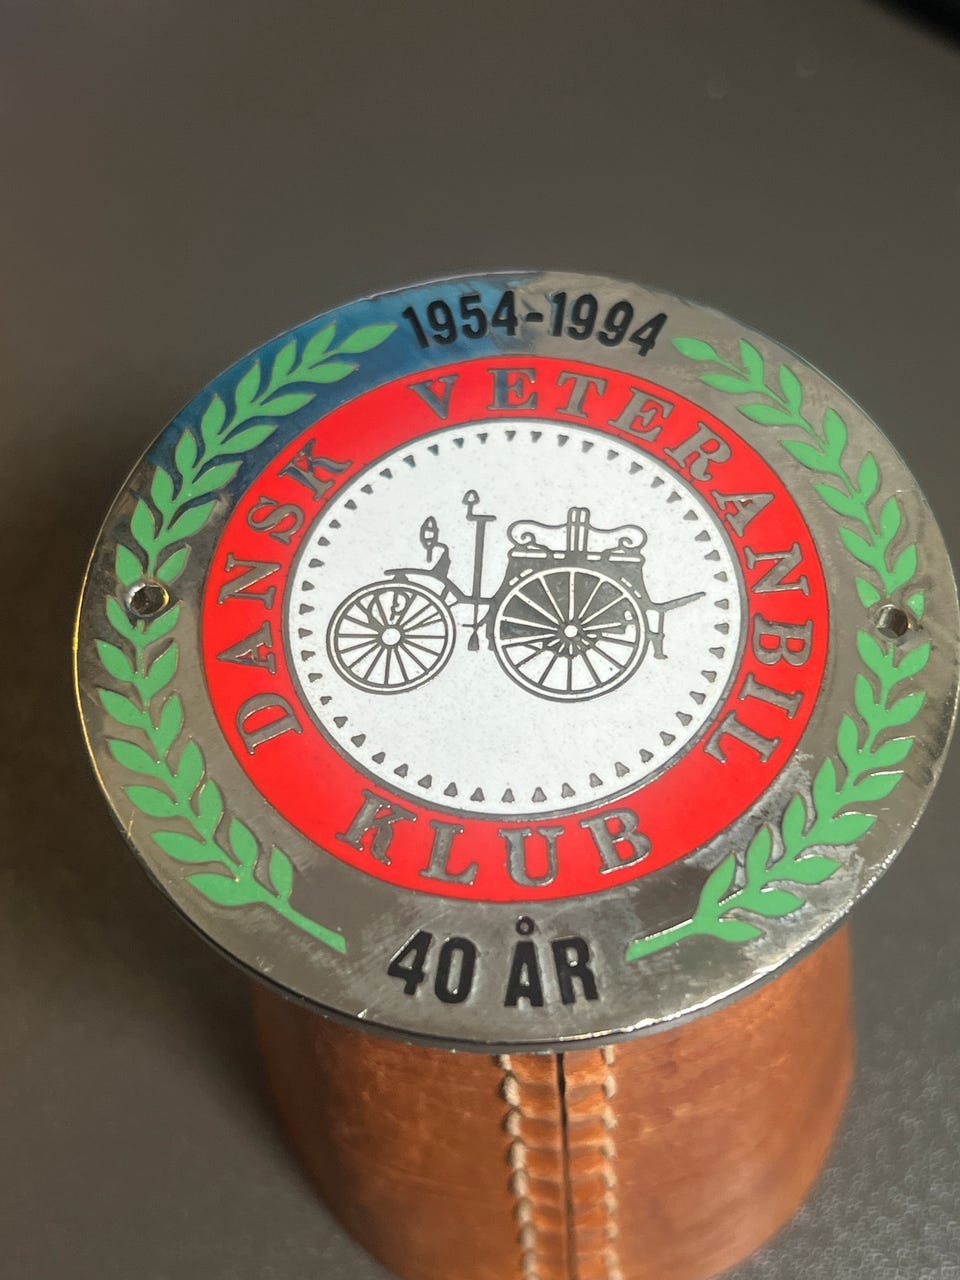 1954-1994
DANSK VETERANBIL
KLUB
40 ÅR